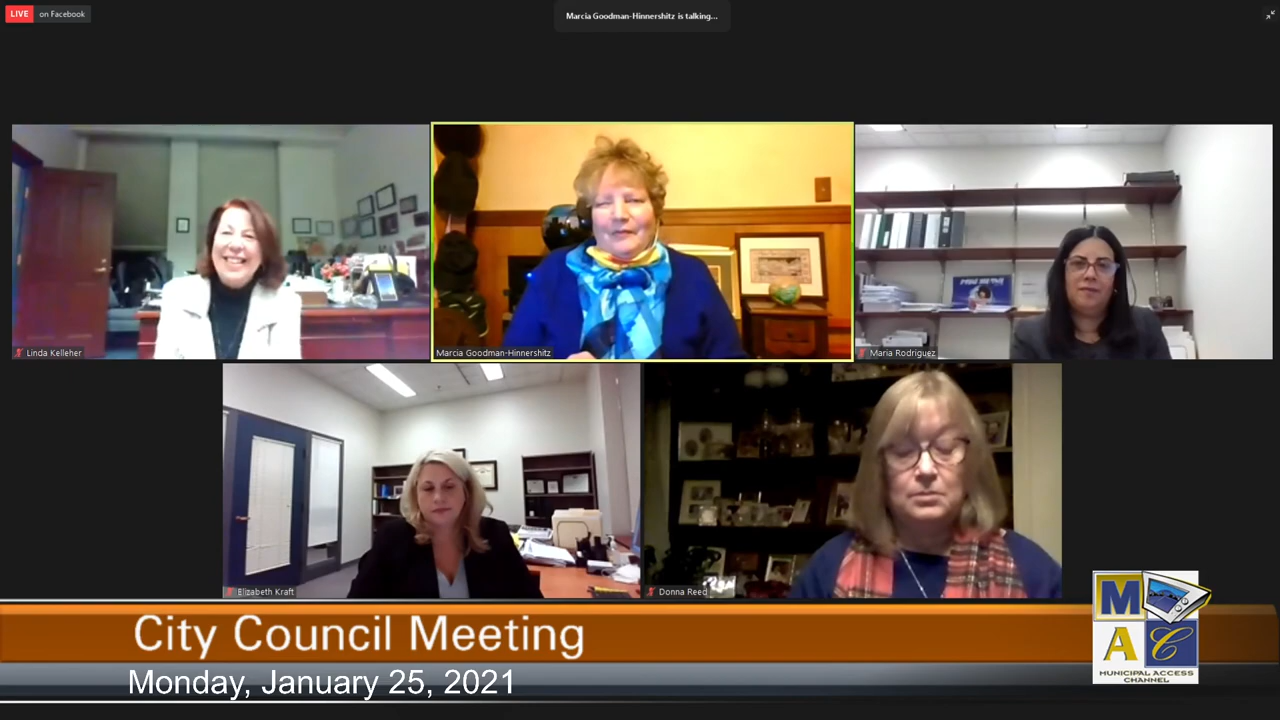 LIVE on Facebook
Marcia Goodman-Hinnershitz is talking...
Linda Kelleher
Marcia Goodman-Hinnershitz
Maria Rodriguez
Elizabeth Kraft
Donna Reed
City Council Meeting
Monday, January 25, 2021
M
A C
MUNICIPAL ACCESS
CHANNEL